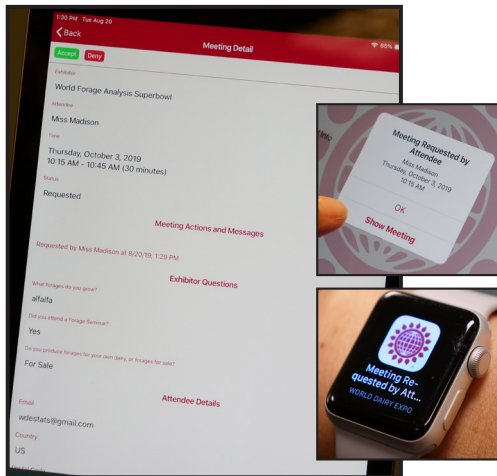 1:30 PM Tue Aug 20
85%
Back
Meeting Detail
Accept
Deny
Exhibitor
World Forage Analysis Superbowl
Attendee
Miss Madison
Time
Thursday, October 3, 2019
10:15 AM - 10:45 AM (30 minutes)
Status
Requested
Meeting Actions and Messages
Requested by Miss Madison at 8/20/19, 1:29 PM
Exhibitor Questions
What forages do you grow?
alfalfa
Did you attend a Forage Seminar?
Yes
Do you produce forages for your own dairy, or forages for sale?
For Sale
Attendee Details
Email
wdestats@gmail.com
Country
US
Meeting Requested by
Attendee
Miss Madison
Thursday, October 3, 2019
10:15 AM
OK
Show Meeting
Meeting Re-
quested by Att...
WORLD DAIRY EXPO